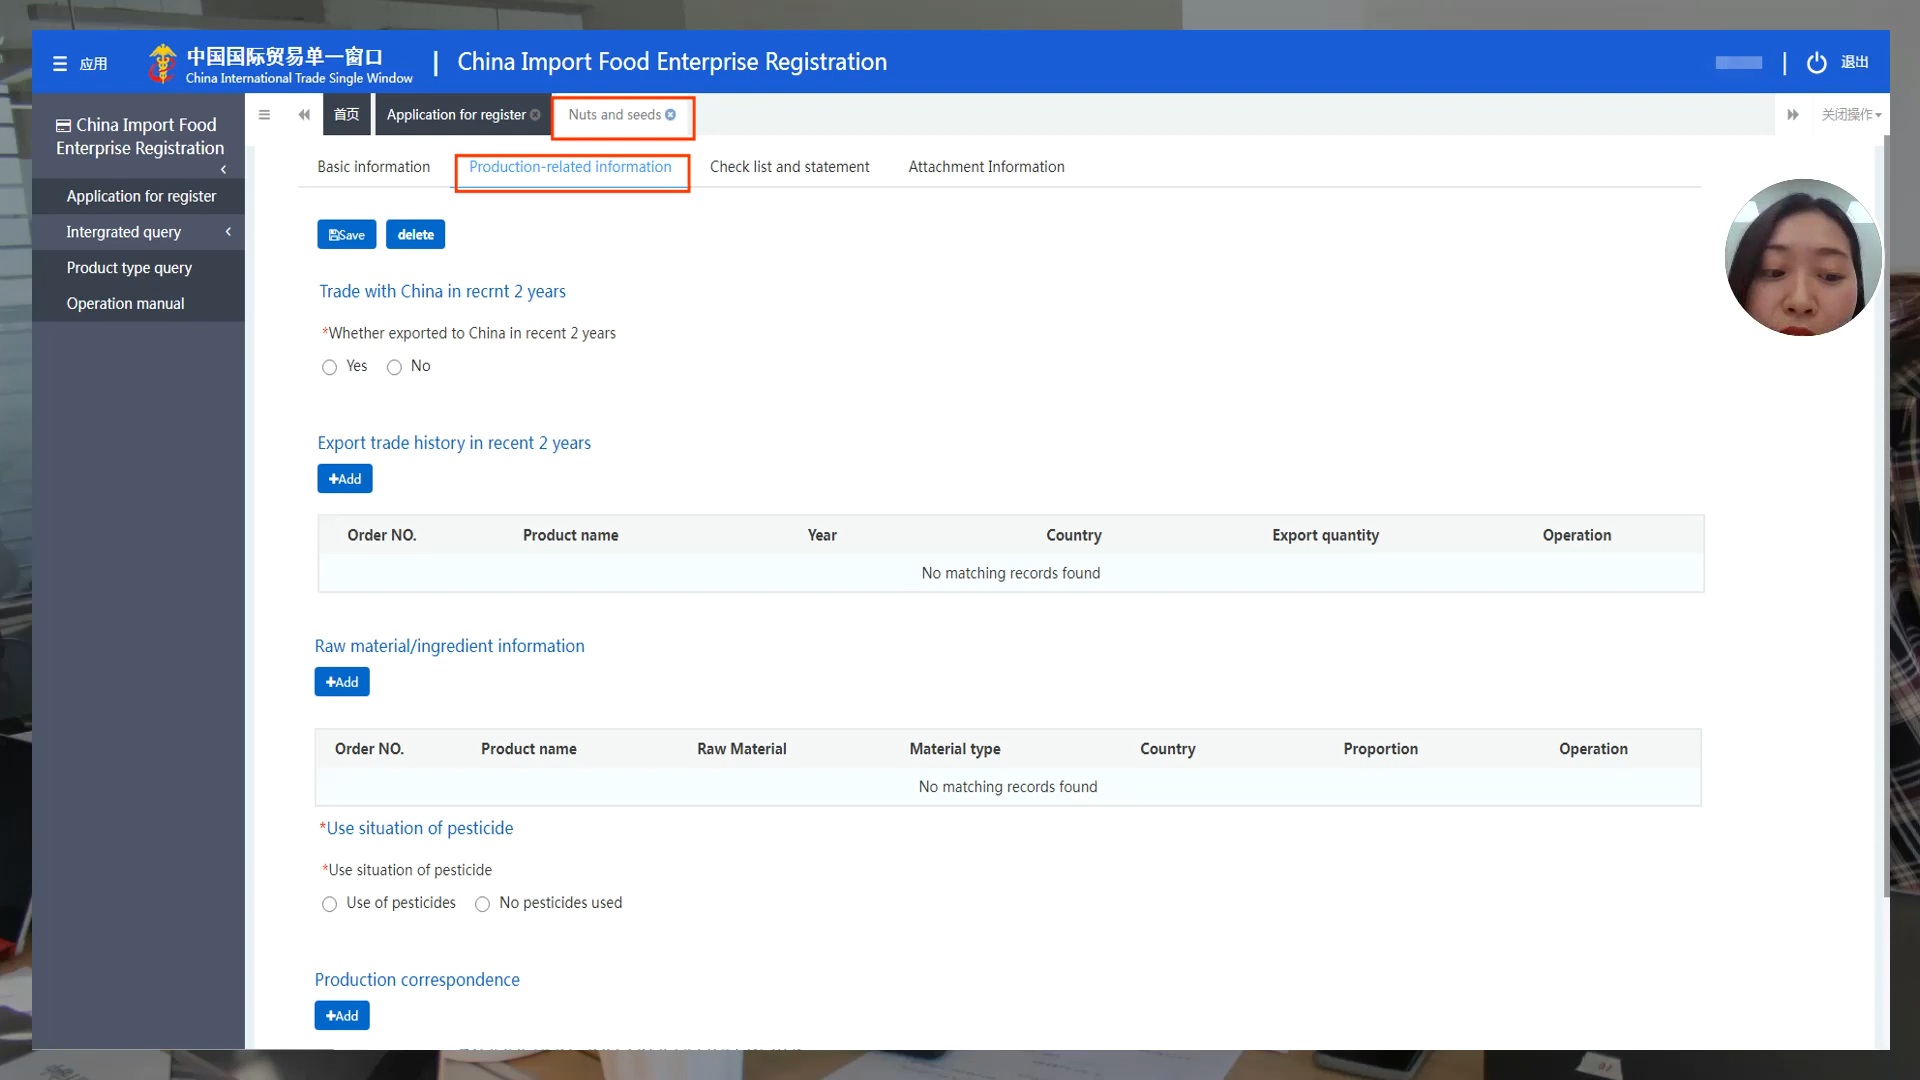 应用
中国国际贸易单一窗口
China International Trade Single Window
China Import Food Enterprise Registration
退出
China Import Food
Enterprise Registration
Application for register
Intergrated query
Product type query
Operation manual
首页
Application for register
Nuts and seeds
关闭操作
Basic information
Production-related information
Check list and statement
Attachment Information
Save
delete
Trade with China in recrnt 2 years
*Whether exported to China in recent 2 years
Yes No
Export trade history in recent 2 years
+Add
Order NO. Product name Year Country Export quantity Operation
No matching records found
Raw material/ingredient information
+Add
Order NO. Product name Raw Material Material type Country Proportion Operation
No matching records found
*Use situation of pesticide
*Use situation of pesticide
Use of pesticides No pesticides used
Production correspondence
+Add